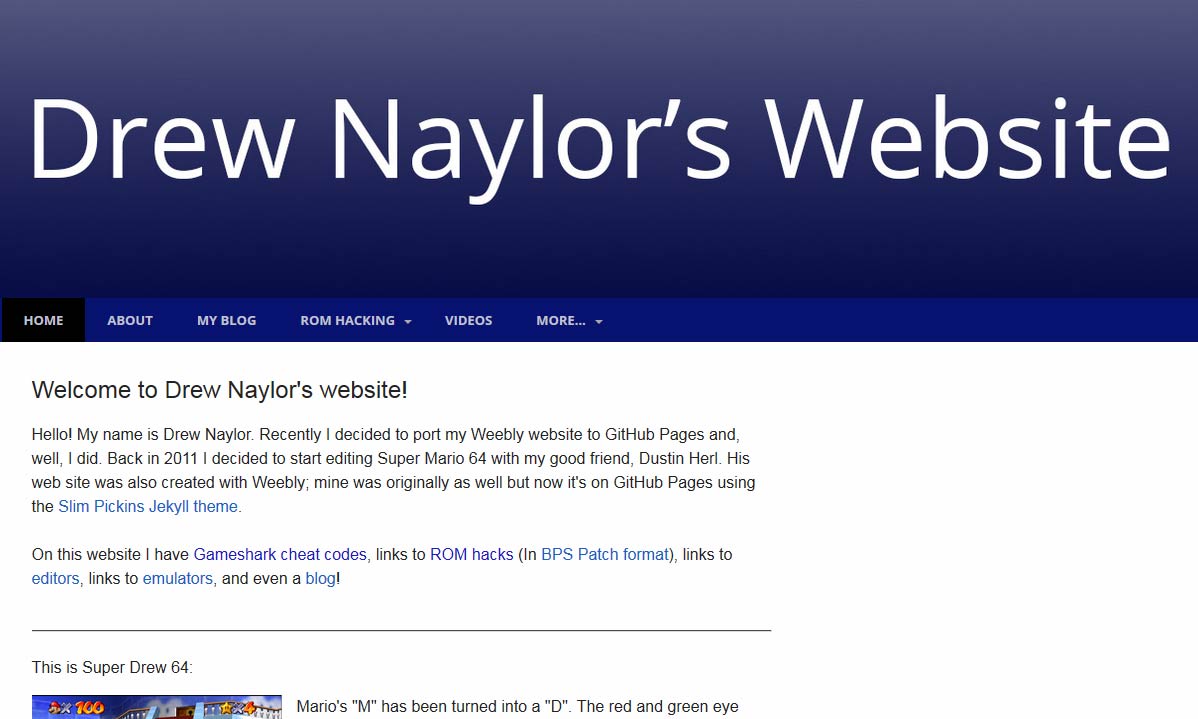 Drew Naylor’s Website
HOME ABOUT MY BLOG ROM HACKING VIDEOS MORE...
Welcome to Drew Naylor's website!
Hello! My name is Drew Naylor. Recently I decided to port my Weebly website to GitHub Pages and,
well, I did. Back in 2011 I decided to start editing Super Mario 64 with my good friend, Dustin Herl. His
web site was also created with Weebly; mine was originally as well but now it's on GitHub Pages using
the Slim Pickins Jekyll theme.
On this website I have Gameshark cheat codes, links to ROM hacks (In BPS Patch format), links to
editors, links to emulators, and even a blog!
This is Super Drew 64:
x 100 x4
Mario's "M" has been turned into a "D". The red and green eye